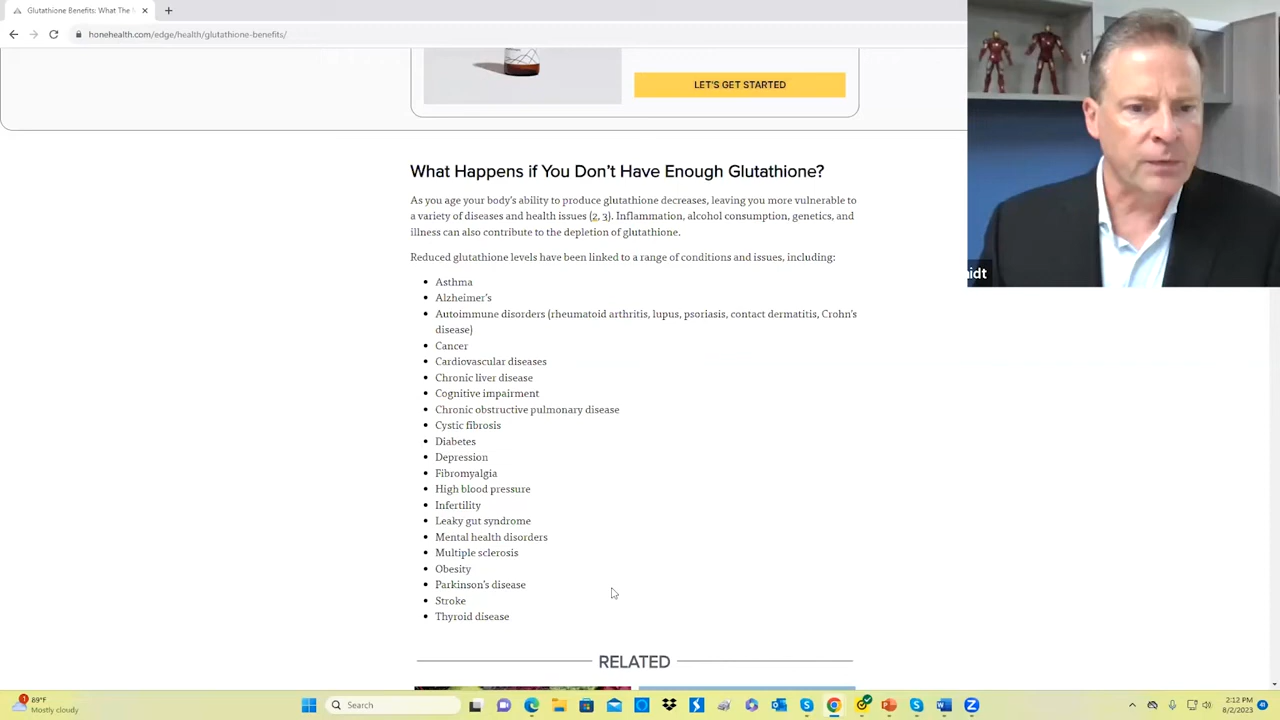 Glutathione Benefits: What The
honehealth.com/edge/health/glutathione-benefits/
LET'S GET STARTED
What Happens if You Don't Have Enough Glutathione?
As you age your body's ability to produce glutathione decreases, leaving you more vulnerable to
a variety of diseases and health issues (2, 3). Inflammation, alcohol consumption, genetics, and
illness can also contribute to the depletion of glutathione.
Reduced glutathione levels have been linked to a range of conditions and issues, including:
Asthma
Alzheimer's
Autoimmune disorders (rheumatoid arthritis, lupus, psoriasis, contact dermatitis, Crohn's
disease)
Cancer
Cardiovascular diseases
Chronic liver disease
Cognitive impairment
Chronic obstructive pulmonary disease
Cystic fibrosis
Diabetes
Depression
Fibromyalgia
High blood pressure
Infertility
Leaky gut syndrome
Mental health disorders
Multiple sclerosis
Obesity
Parkinson's disease
Stroke
Thyroid disease
RELATED
idt
1
89°F
Mostly cloudy
Search
2:12 PM
8/2/2023